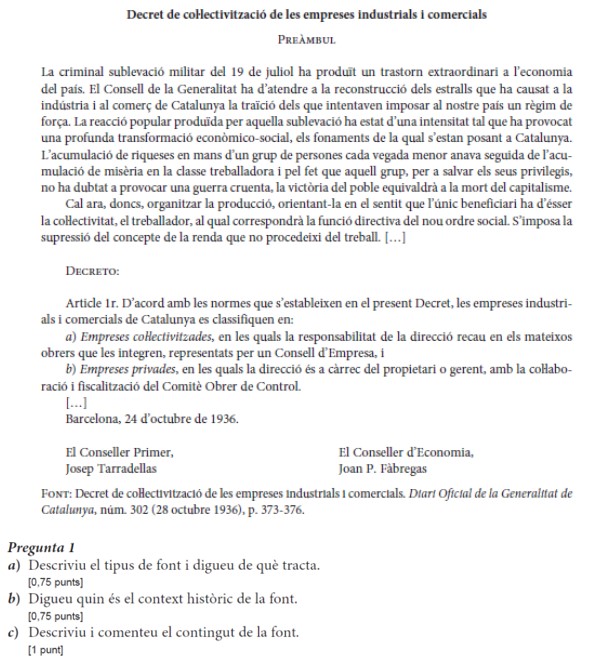 Decret de col·lectivització de les empreses industrials i comercials
PREÀMBUL
La criminal sublevació militar del 19 de juliol ha produït un trastorn extraordinari a l'economia
del país. El Consell de la Generalitat ha d'atendre a la reconstrucció dels estralls que ha causat a la
indústria i al comerç de Catalunya la traïció dels que intentaven imposar al nostre país un règim de
força. La reacció popular produïda per aquella sublevació ha estat d'una intensitat tal que ha provocat
una profunda transformació econòmico-social, els fonaments de la qual s'estan posant a Catalunya.
L'acumulació de riqueses en mans d'un grup de persones cada vegada menor anava seguida de l'acu-
mulació de misèria en la classe treballadora i pel fet que aquell grup, per a salvar els seus privilegis,
no ha dubtat a provocar una guerra cruenta, la victòria del poble equivaldrà a la mort del capitalisme.
Cal ara, doncs, organitzar la producció, orientant-la en el sentit que l'únic beneficiari ha d'ésser
la col·lectivitat, el treballador, al qual correspondrà la funció directiva del nou ordre social. S'imposa la
supressió del concepte de la renda que no procedeixi del treball. [...]
DECRETO:
Article 1r. D'acord amb les normes que s'estableixen en el present Decret, les empreses industri-
als i comercials de Catalunya es classifiquen en:
a) Empreses col·lectivitzades, en les quals la responsabilitat de la direcció recau en els mateixos
obrers que les integren, representats per un Consell d'Empresa, i
b) Empreses privades, en les quals la direcció és a càrrec del propietari o gerent, amb la col·labo-
ració i fiscalització del Comitè Obrer de Control.
[...]
Barcelona, 24 d'octubre de 1936.
El Conseller Primer, El Conseller d'Economia,
Josep Tarradellas Joan P. Fàbregas
FONT: Decret de col·lectivització de les empreses industrials i comercials. Diari Oficial de la Generalitat de
Catalunya, núm. 302 (28 octubre 1936), p. 373-376.
Pregunta 1
a) Descriviu el tipus de font i digueu de què tracta.
[0,75 punts]
b) Digueu quin és el context històric de la font.
[0,75 punts]
c) Descriviu i comenteu el contingut de la font.
[1 punt]